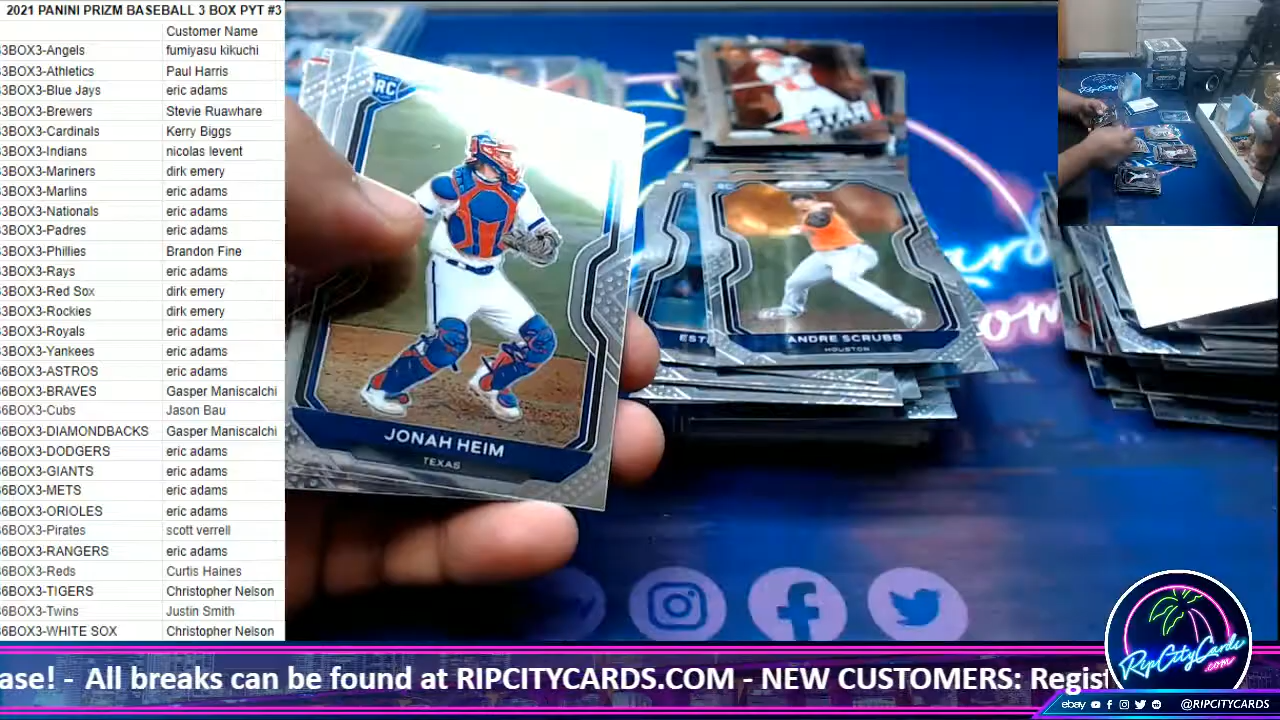 2021 PANINI PRIZM BASEBALL 3 BOX PYT #3
Customer Name
3BOX3-Angels fumiyasu kikuchi
3BOX3-Athletics Paul Harris
3BOX3-Blue Jays eric adams
3BOX3-Brewers Stevie Ruawhare
3BOX3-Cardinals Kerry Biggs
3BOX3-Indians nicolas levent
3BOX3-Mariners dirk emery
3BOX3-Marlins eric adams
3BOX3-Nationals eric adams
3BOX3-Padres eric adams
3BOX3-Phillies Brandon Fine
3BOX3-Rays eric adams
3BOX3-Red Sox dirk emery
3BOX3-Rockies dirk emery
3BOX3-Royals eric adams
3BOX3-Yankees eric adams
6BOX3-ASTROS eric adams
6BOX3-BRAVES Gasper Maniscalchi
6BOX3-Cubs Jason Bau
6BOX3-DIAMONDBACKS Gasper Maniscalchi
6BOX3-DODGERS eric adams
6BOX3-GIANTS eric adams
6BOX3-METS eric adams
6BOX3-ORIOLES eric adams
6BOX3-Pirates scott verrell
6BOX3-RANGERS eric adams
6BOX3-Reds Curtis Haines
6BOX3-TIGERS Christopher Nelson
6BOX3-Twins Justin Smith
6BOX3-WHITE SOX Christopher Nelson
RC
JONAH HEIM
TEXAS
STAR
EST
ANDRE SCRUBB
HOUSTON
ards
om
RipCityCards
.com
ase! - All breaks can be found at RIPCITYCARDS.COM - NEW CUSTOMERS: Regist
ebay @RIPCITYCARDS